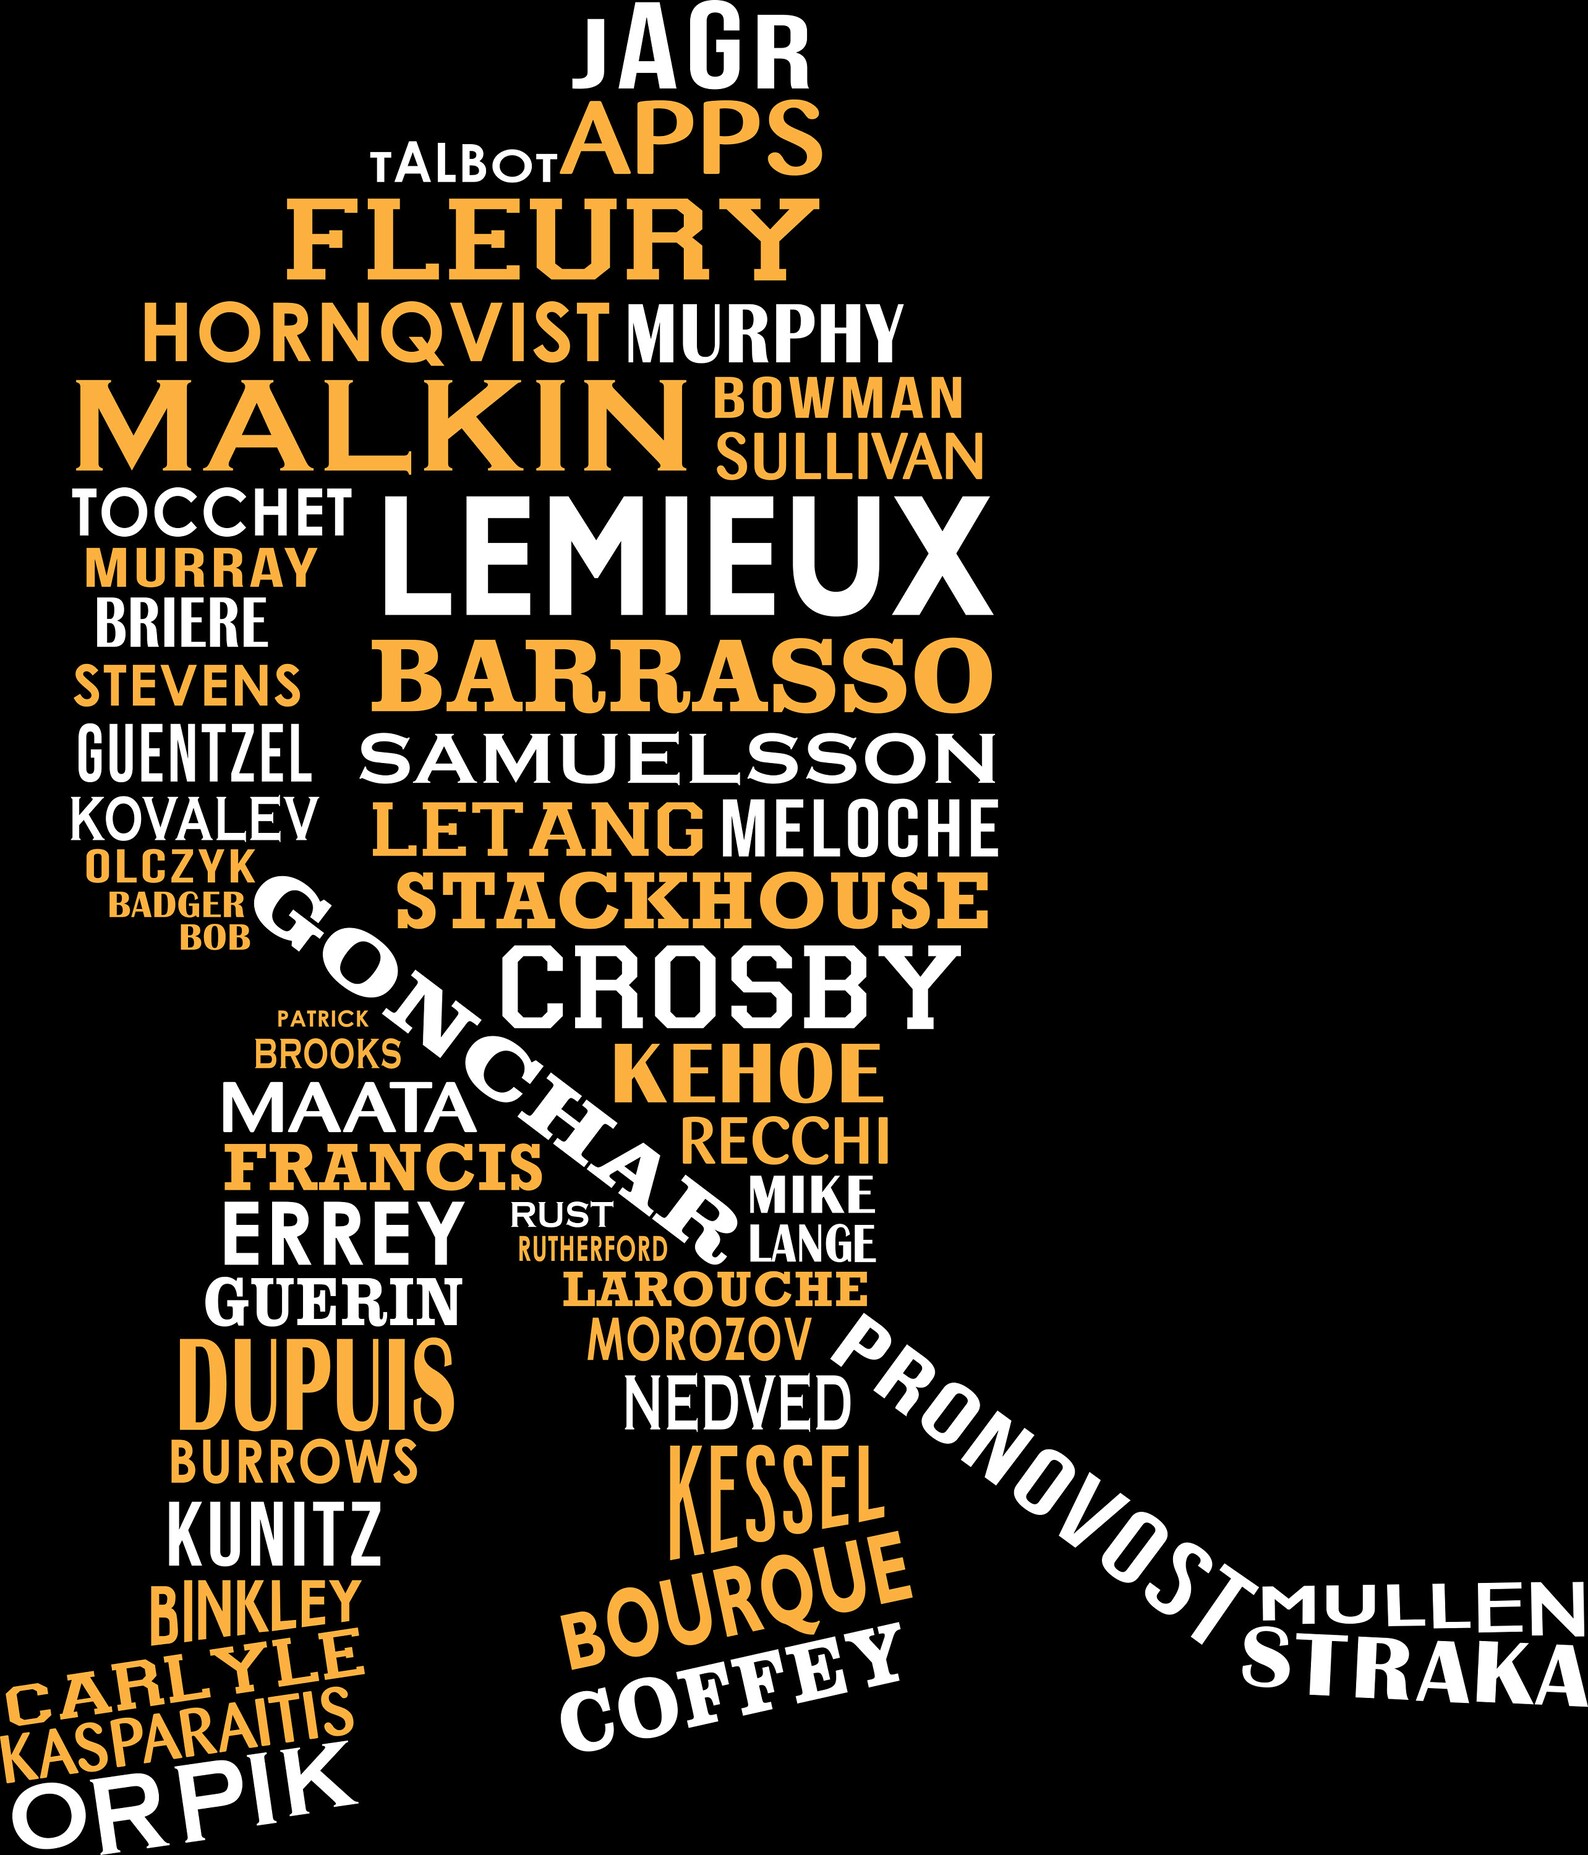 JAGR
APPS
TALBOT
FLEURY
HORNQVIST MURPHY
MALKIN BOWMAN
SULLIVAN
TOCCHET LEMIEUX
MURRAY
BRIERE
BARRASSO
STEVENS
GUENTZEL SAMUELSSON
KOVALEV LETANG MELOCHE
OLCZYK
STACKHOUSE
BADGER
BOB
GONCHAR
CROSBY
PATRICK
BROOKS
KEHOE
MAATA
RECCHI
FRANCIS
MIKE
ERREY RUST
RUTHERFORD LANGE
GUERIN LAROUCHE
MOROZOV
PRONOVOST
DUPUIS
NEDVED
BURROWS
KESSEL
KUNITZ
BOURQUE
BINKLEY
MULLEN
STRAKA
CARLYLE
COFFEY
KASPARAITIS
ORPIK